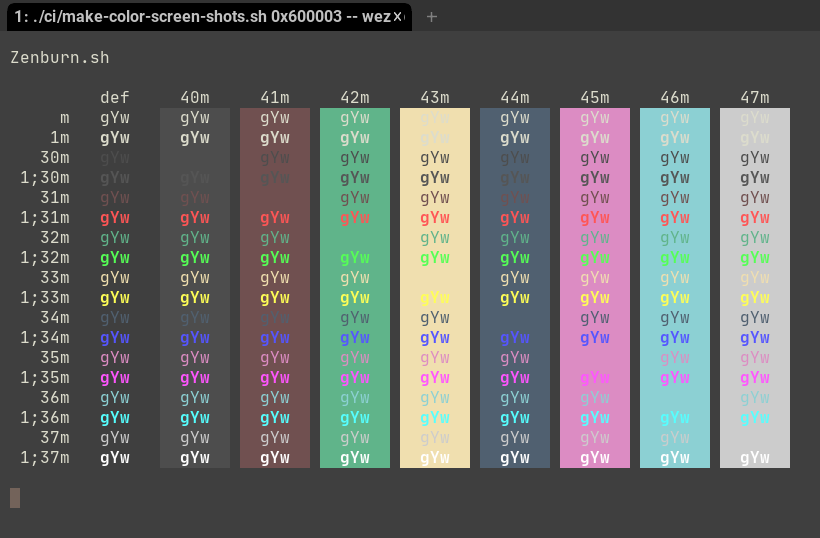 1: ./ci/make-color-screen-shots.sh 0x600003 -- wez
Zenburn.sh
def 40m 41m 42m 43m 44m 45m 46m 47m
m gYw gYw gYw gYw gYw gYw gYw gYw gYw
1m gYw gYw gYw gYw gYw gYw gYw gYw gYw
30m gYw gYw gYw gYw gYw gYw gYw gYw
1;30m gYw gYw gYw gYw gYw gYw gYw gYw gYw
31m gYw gYw gYw gYw gYw gYw gYw gYw
1;31m gYw gYw gYw gYw gYw gYw gYw gYw gYw
32m gYw gYw gYw gYw gYw gYw gYw gYw
1;32m gYw gYw gYw gYw gYw gYw gYw gYw gYw
33m gYw gYw gYw gYw gYw gYw gYw gYw
1;33m gYw gYw gYw gYw gYw gYw gYw gYw gYw
34m gYw gYw gYw gYw gYw gYw gYw gYw
1;34m gYw gYw gYw gYw gYw gYw gYw gYw gYw
35m gYw gYw gYw gYw gYw gYw gYw gYw
1;35m gYw gYw gYw gYw gYw gYw gYw gYw gYw
36m gYw gYw gYw gYw gYw gYw gYw gYw
1;36m gYw gYw gYw gYw gYw gYw gYw gYw gYw
37m gYw gYw gYw gYw gYw gYw gYw gYw
1;37m gYw gYw gYw gYw gYw gYw gYw gYw gYw